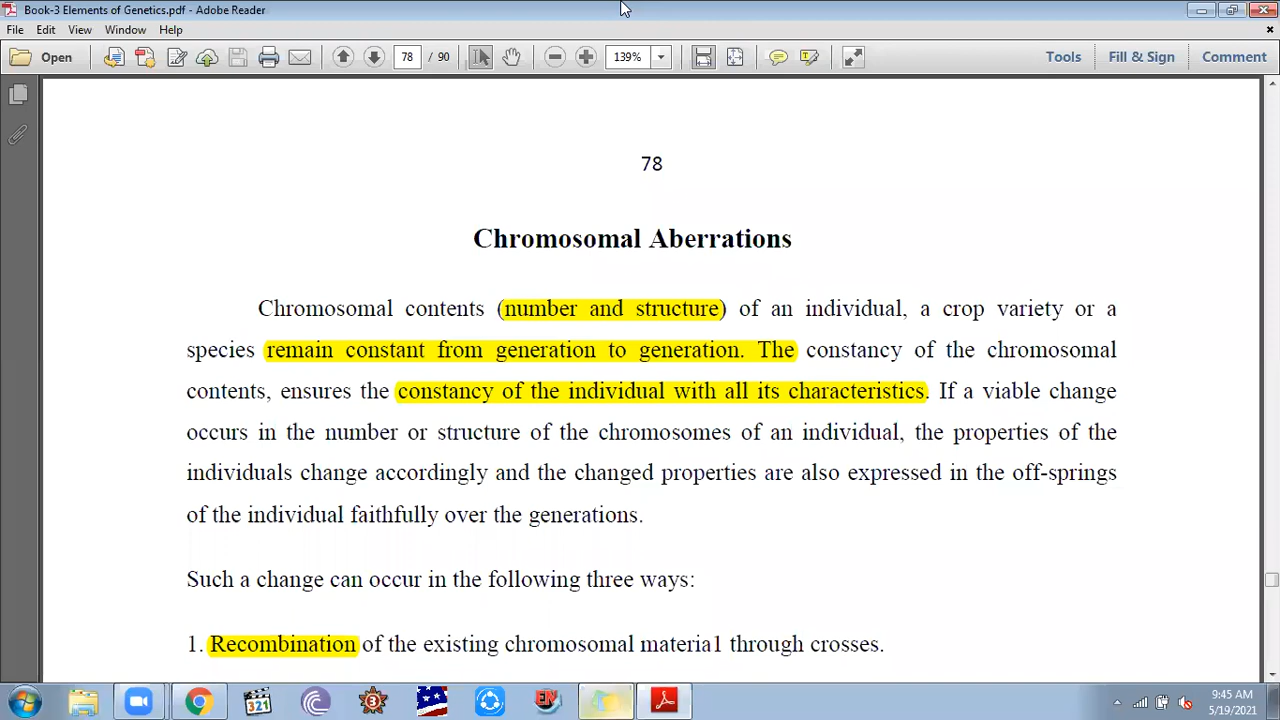 Book-3 Elements of Genetics.pdf - Adobe Reader
File Edit View Window Help
Open 78 / 90 139% Tools Fill & Sign Comment
78
Chromosomal Aberrations
Chromosomal contents (number and structure) of an individual, a crop variety or a
species remain constant from generation to generation. The constancy of the chromosomal
contents, ensures the constancy of the individual with all its characteristics. If a viable change
occurs in the number or structure of the chromosomes of an individual, the properties of the
individuals change accordingly and the changed properties are also expressed in the off-springs
of the individual faithfully over the generations.
Such a change can occur in the following three ways:
1. Recombination of the existing chromosomal materia1 through crosses.
321
EN
9:45 AM
5/19/2021